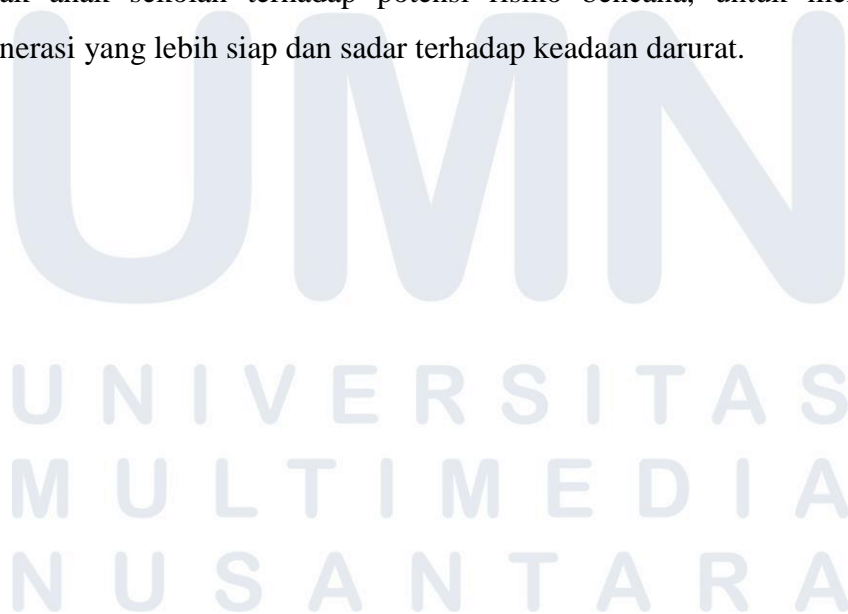 anak sekolah terhadap potensi risiko bencana, untuk
nerasi yang lebih siap dan sadar terhadap keadaan darurat.
UMN
UNIVERSITAS
MULTIMEDIA
NUSANTARA